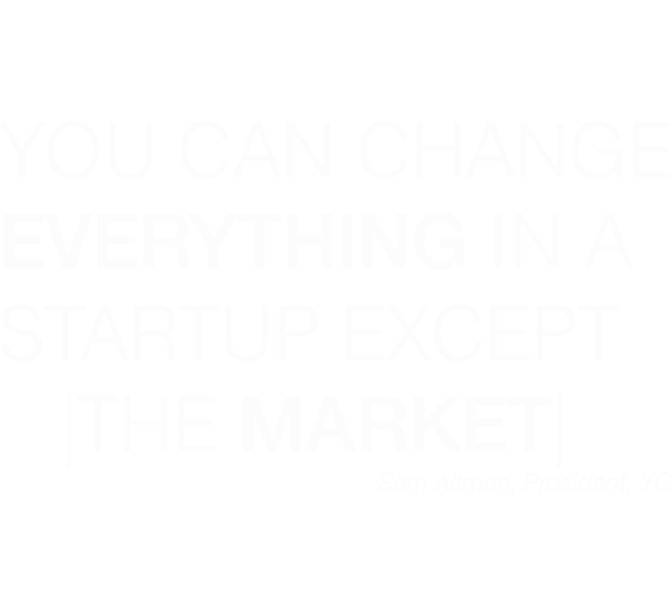 YOU CAN CHANGE
EVERYTHING IN A
STARTUP EXCEPT
|THE MARKET|
Sam Altman, President, YC